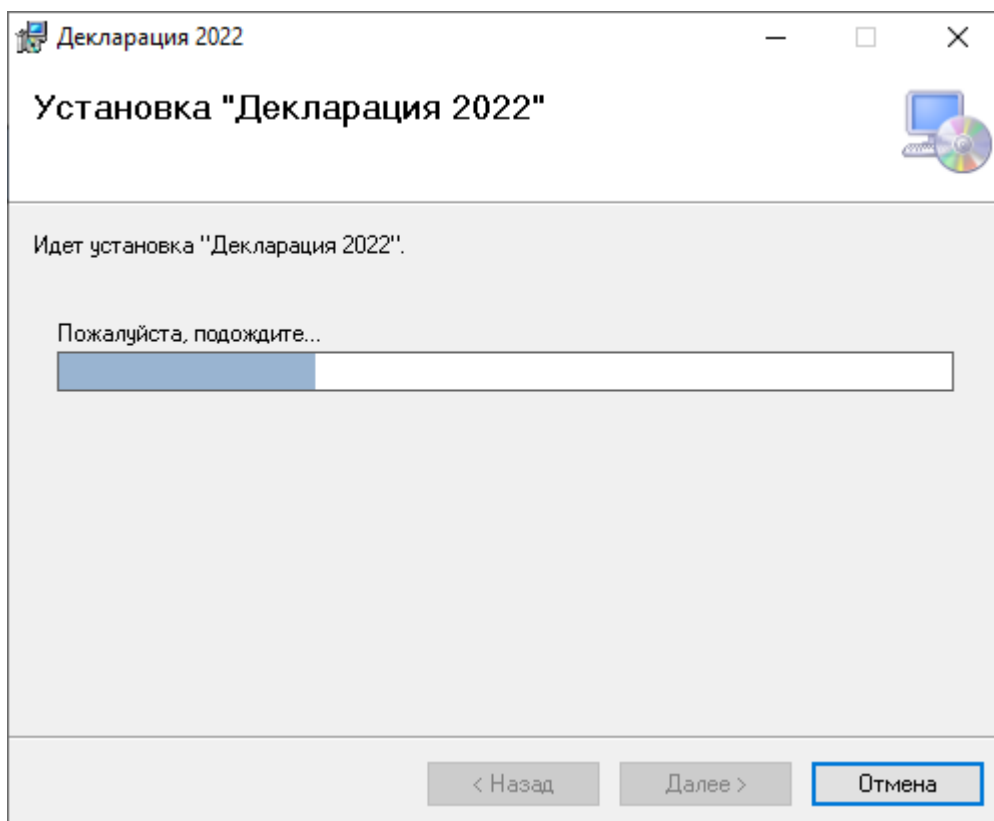 Декларация 2022
Установка "Декларация 2022"
Идет установка "Декларация 2022".
Пожалуйста, подождите...
< Назад
Далее >
Отмена